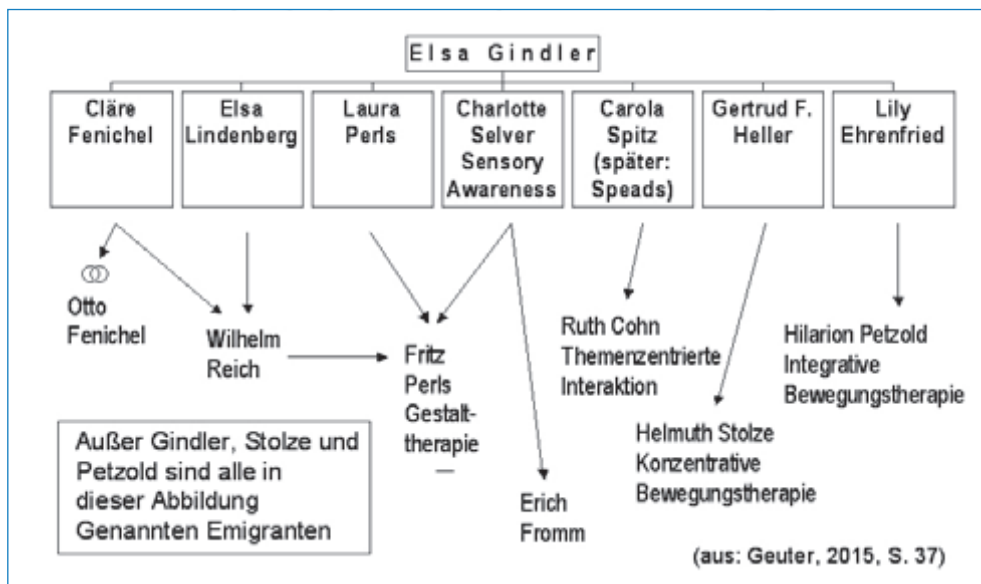 Elsa Gindler
Cläre
Fenichel
Elsa
Lindenberg
Laura
Perls
Charlotte
Selver
Sensory
Awareness
Carola
Spitz
(später:
Speads)
Gertrud F.
Heller
Lily
Ehrenfried
Otto
Fenichel
Wilhelm
Reich
Fritz
Perls
Gestalt-
therapie
Erich
Fromm
Ruth Cohn
Themenzentrierte
Interaktion
Helmuth Stolze
Konzentrative
Bewegungstherapie
Hilarion Petzold
Integrative
Bewegungstherapie
Außer Gindler, Stolze und
Petzold sind alle in
dieser Abbildung
Genannten Emigranten
(aus: Geuter, 2015, S. 37)